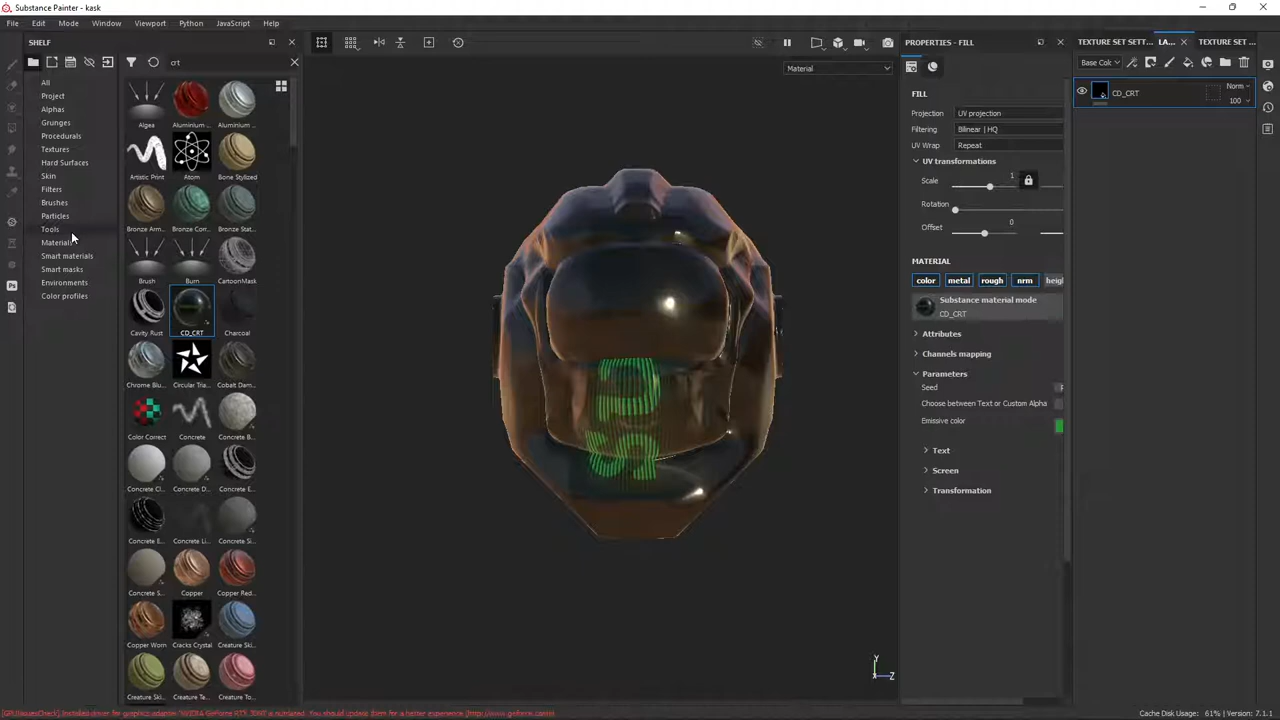 Substance Painter - kask
File Edit Mode Window Viewport Python JavaScript Help
SHELF
crt
All
Project
Alphas
Grunges
Procedurals
Textures
Hard Surfaces
Skin
Filters
Brushes
Particles
Tools
Materials
Smart materials
Smart masks
Environments
Color profiles
Algea Aluminium ... Aluminium ...
Artistic Print Atom Bone Stylized
Bronze Arm... Bronze Corr... Bronze Stat...
Brush Burn CartoonMask
Cavity Rust CD_CRT Charcoal
Chrome Blu... Circular Tria... Cobalt Dam...
Color Correct Concrete Concrete B...
Concrete Cl... Concrete D... Concrete E...
Concrete E... Concrete Li... Concrete Si...
Concrete S... Copper Copper Red...
Copper Worn Cracks Crystal Creature Ski...
Creature Ski... Creature Te... Creature To...
Material
Y
Z
PROPERTIES - FILL
FILL
Projection UV projection
Filtering Bilinear | HQ
UV Wrap Repeat
UV transformations
Scale 1
Rotation
Offset 0
MATERIAL
color metal rough nrm heig
Substance material mode
CD_CRT
Attributes
Channels mapping
Parameters
Seed
Choose between Text or Custom Alpha
Emissive color
Text
Screen
Transformation
TEXTURE SET SETT... LA... TEXTURE SET ...
Base Col
CD_CRT Norm
100
Cache Disk Usage: 61% | Version: 7.1.1